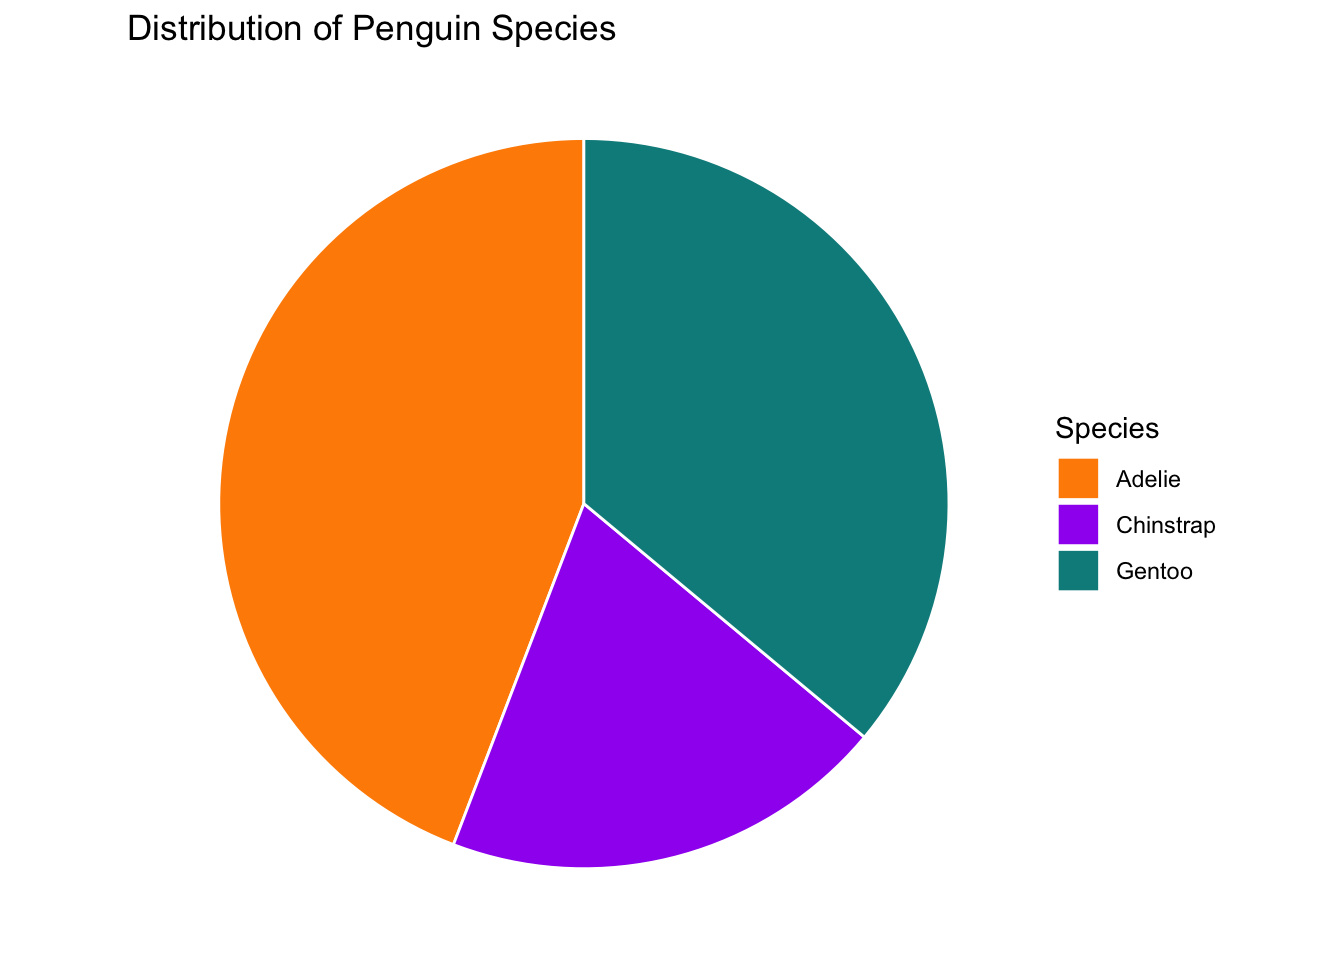 Distribution of Penguin Species
Species
Adelie
Chinstrap
Gentoo